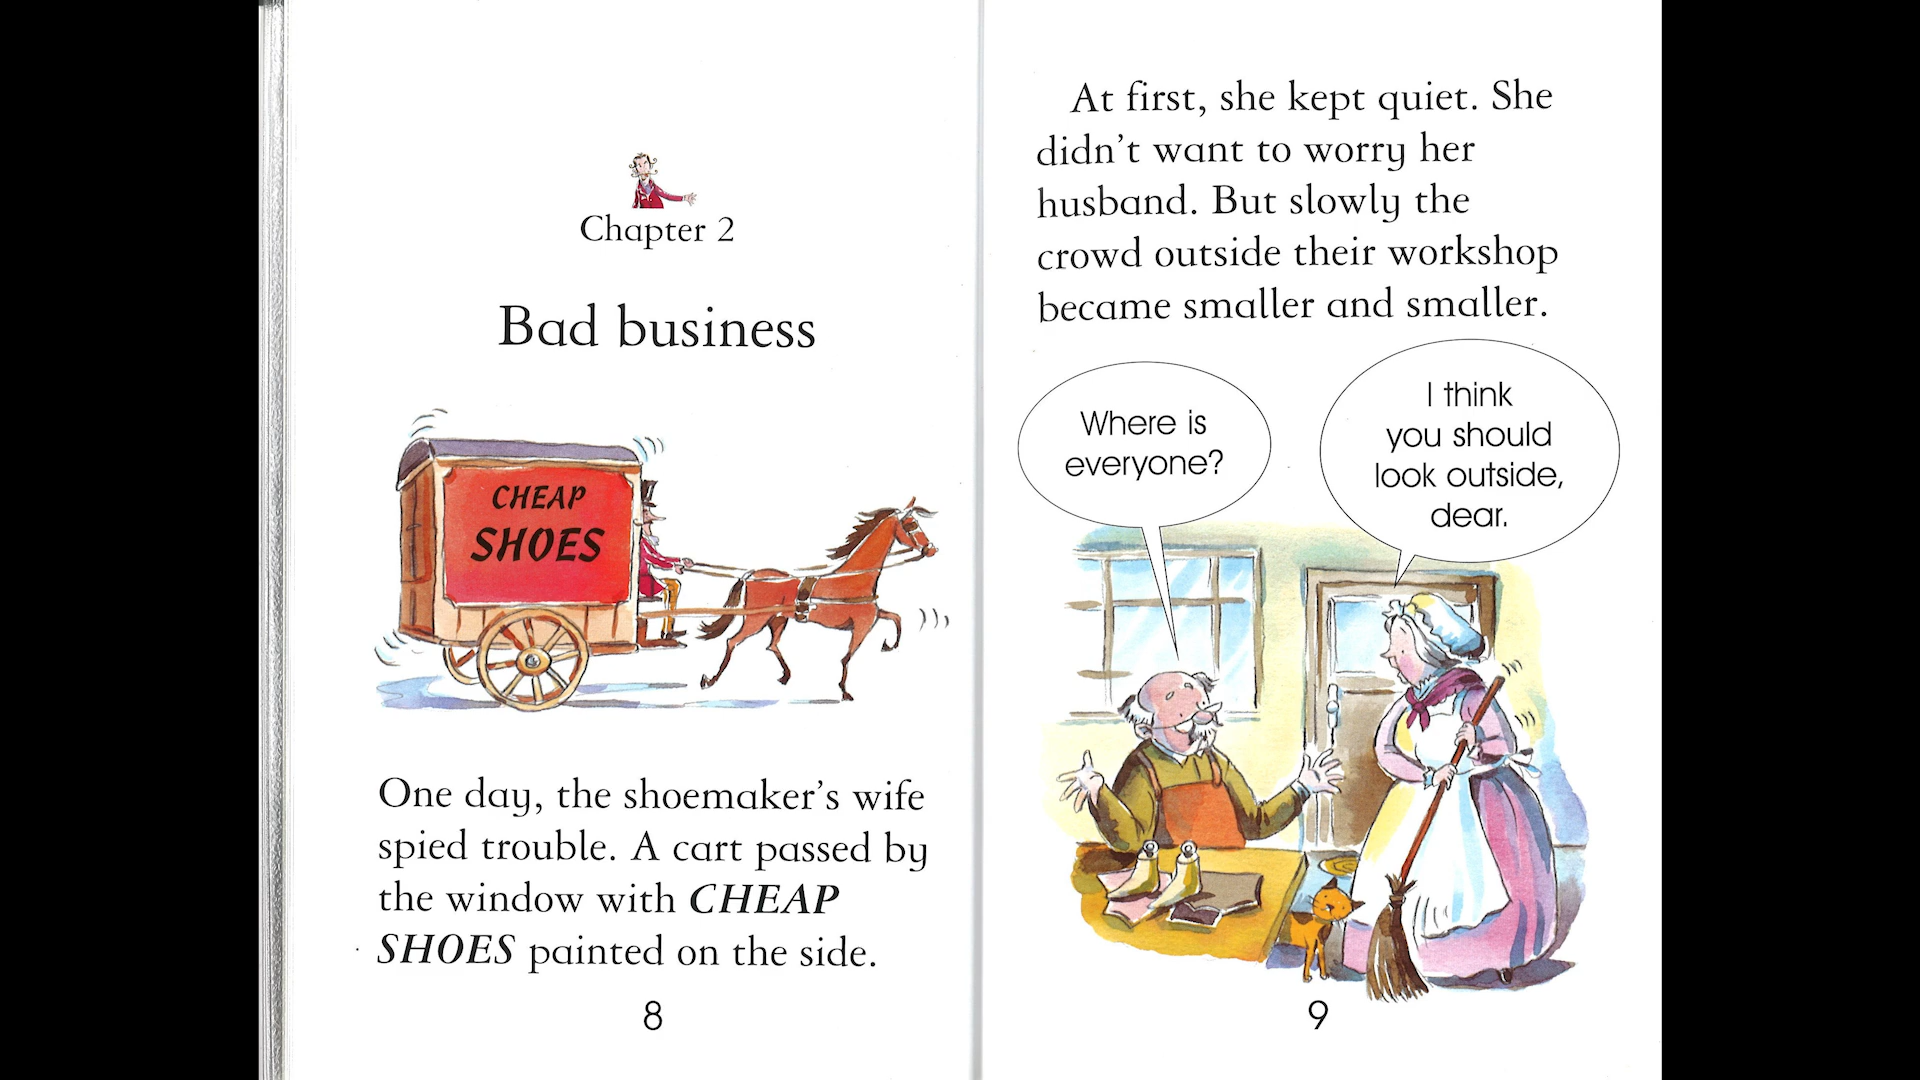 Chapter 2
Bad business
CHEAP
SHOES
One day, the shoemaker's wife
spied trouble. A cart passed by
the window with CHEAP
SHOES painted on the side.
8
At first, she kept quiet. She
didn't want to worry her
husband. But slowly the
crowd outside their workshop
became smaller and smaller.
Where is
everyone?
I think
you should
look outside,
dear.
9